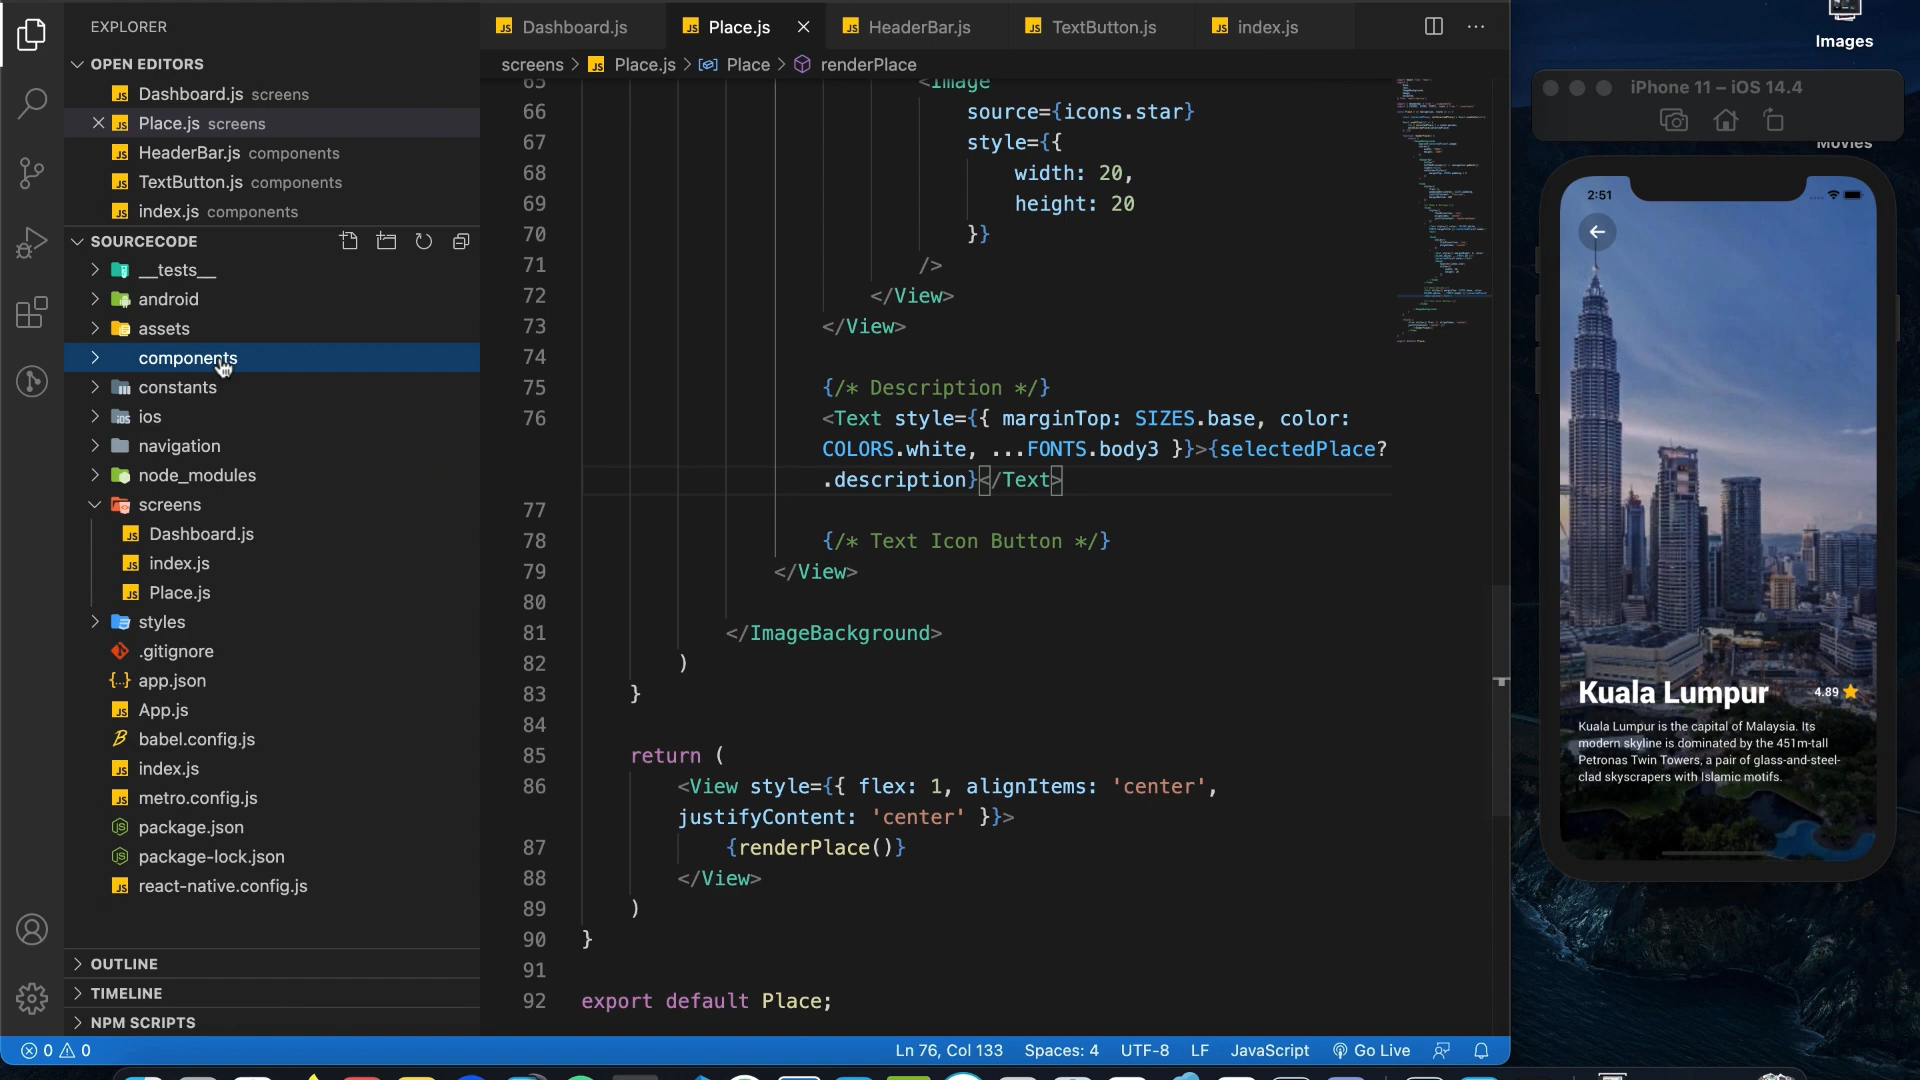 EXPLORER
OPEN EDITORS
Dashboard.js screens
Place.js screens
HeaderBar.js components
TextButton.js components
index.js components
SOURCECODE
__tests__
android
assets
components
constants
ios
navigation
node_modules
screens
Dashboard.js
index.js
Place.js
styles
.gitignore
app.json
App.js
babel.config.js
index.js
metro.config.js
package.json
package-lock.json
react-native.config.js
OUTLINE
TIMELINE
NPM SCRIPTS
Dashboard.js
Place.js
HeaderBar.js
TextButton.js
index.js
screens > Place.js > Place > renderPlace
65 <Image
66 source={icons.star}
67 style={{
68 width: 20,
69 height: 20
70 }}
71 />
72 </View>
73 </View>
74
75 {/* Description */}
76 <Text style={{ marginTop: SIZES.base, color:
COLORS.white, ...FONTS.body3 }}>{selectedPlace?
.description}</Text>
77
78 {/* Text Icon Button */}
79 </View>
80
81 </ImageBackground>
82 )
83 }
84
85 return (
86 <View style={{ flex: 1, alignItems: 'center',
justifyContent: 'center' }}>
87 {renderPlace()}
88 </View>
89 )
90 }
91
92 export default Place;
0 0
Ln 76, Col 133
Spaces: 4
UTF-8
LF
JavaScript
Go Live
Images
iPhone 11 – iOS 14.4
Movies
2:51
Kuala Lumpur
4.89
Kuala Lumpur is the capital of Malaysia. Its
modern skyline is dominated by the 451m-tall
Petronas Twin Towers, a pair of glass-and-steel-
clad skyscrapers with Islamic motifs.